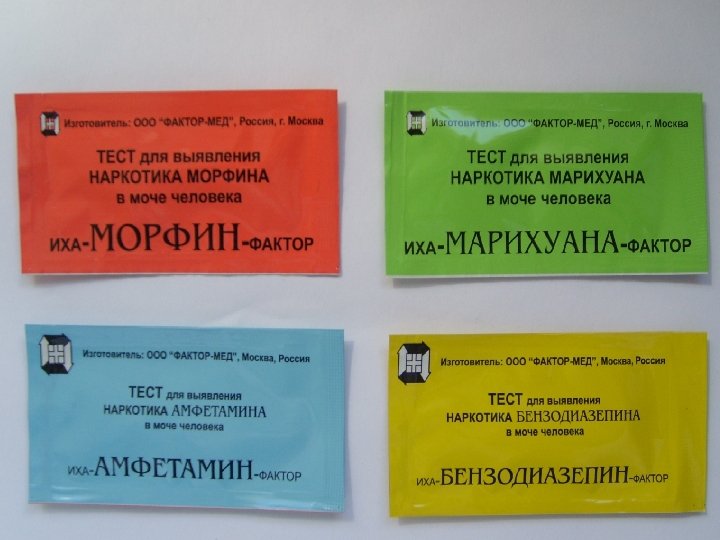 Изготовитель: ООО "ФАКТОР-МЕД", Россия, г. Москва
ТЕСТ для выявления
НАРКОТИКА МОРФИНА
в моче человека
ИХА-МОРФИН-ФАКТОР
Изготовитель: ООО "ФАКТОР-МЕД", Россия, г. Москва
ТЕСТ для выявления
НАРКОТИКА МАРИХУАНА
в моче человека
ИХА-МАРИХУАНА-ФАКТОР
Изготовитель: ООО "ФАКТОР-МЕД", Москва, Россия
ТЕСТ для выявления
НАРКОТИКА АМФЕТАМИНА
в моче человека
ИХА-АМФЕТАМИН-ФАКТОР
Изготовитель: ООО "ФАКТОР-МЕД", Москва, Россия
ТЕСТ для выявления
НАРКОТИКА БЕНЗОДИАЗЕПИНА
в моче человека
ИХА-БЕНЗОДИАЗЕПИН-ФАКТОР